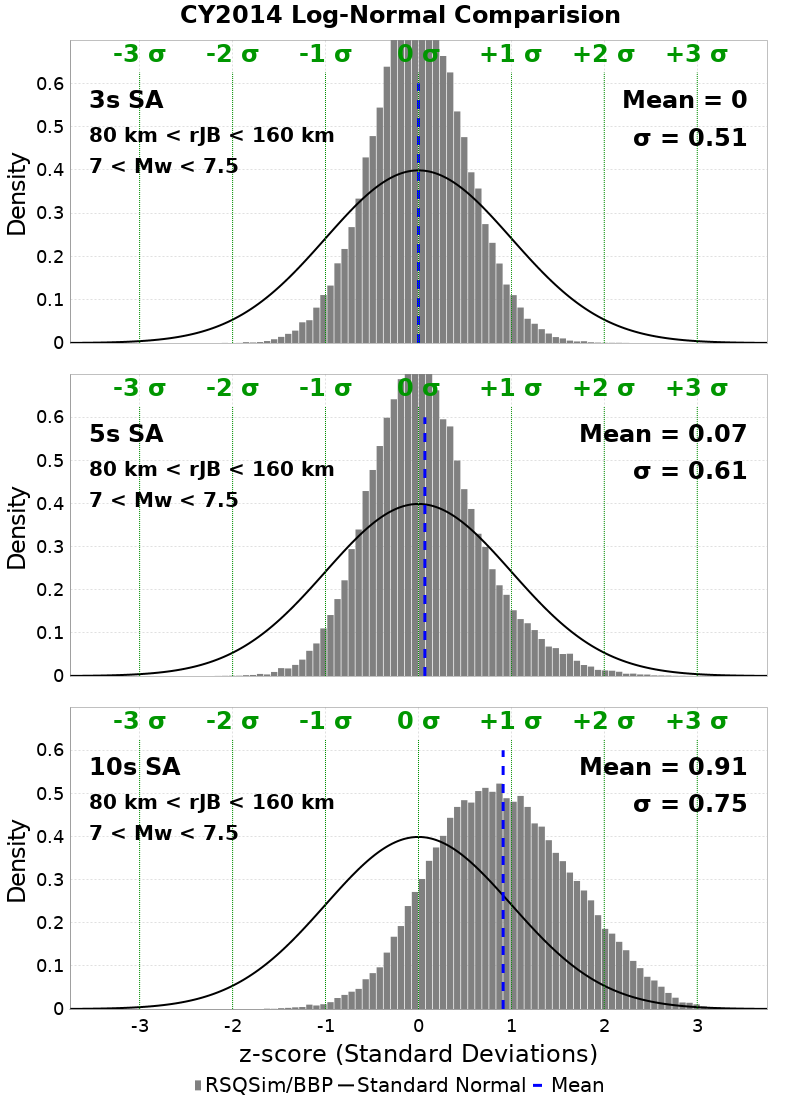 CY2014 Log-Normal Comparision
-3 σ -2 σ -1 σ 0 σ +1 σ +2 σ +3 σ
3s SA
80 km < rJB < 160 km
7 < Mw < 7.5
Mean = 0
σ = 0.51
Density
0.6
0.5
0.4
0.3
0.2
0.1
0
-3 σ -2 σ -1 σ 0 σ +1 σ +2 σ +3 σ
5s SA
80 km < rJB < 160 km
7 < Mw < 7.5
Mean = 0.07
σ = 0.61
Density
0.6
0.5
0.4
0.3
0.2
0.1
0
-3 σ -2 σ -1 σ 0 σ +1 σ +2 σ +3 σ
10s SA
80 km < rJB < 160 km
7 < Mw < 7.5
Mean = 0.91
σ = 0.75
Density
0.6
0.5
0.4
0.3
0.2
0.1
0
-3 -2 -1 0 1 2 3
z-score (Standard Deviations)
RSQSim/BBP Standard Normal Mean